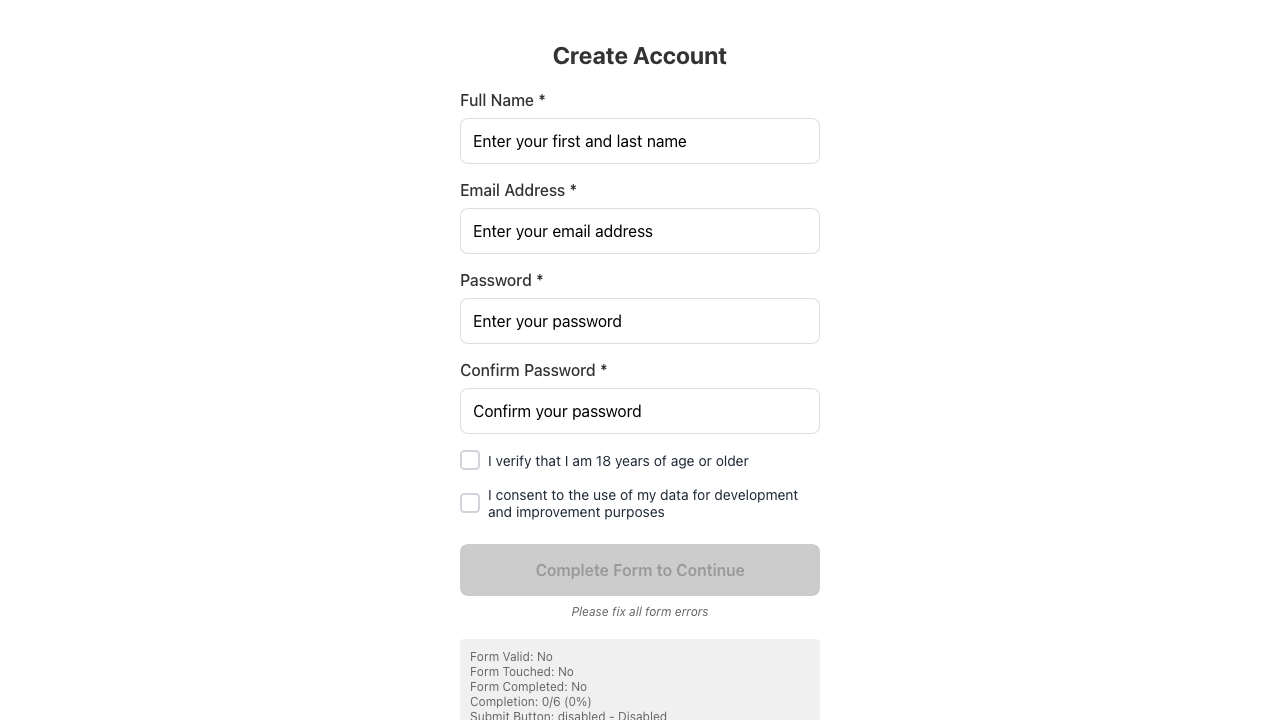 Create Account
Full Name *
Enter your first and last name
Email Address *
Enter your email address
Password *
Enter your password
Confirm Password *
Confirm your password
I verify that I am 18 years of age or older
I consent to the use of my data for development
and improvement purposes
Complete Form to Continue
Please fix all form errors
Form Valid: No
Form Touched: No
Form Completed: No
Completion: 0/6 (0%)
Submit Button: disabled - Disabled